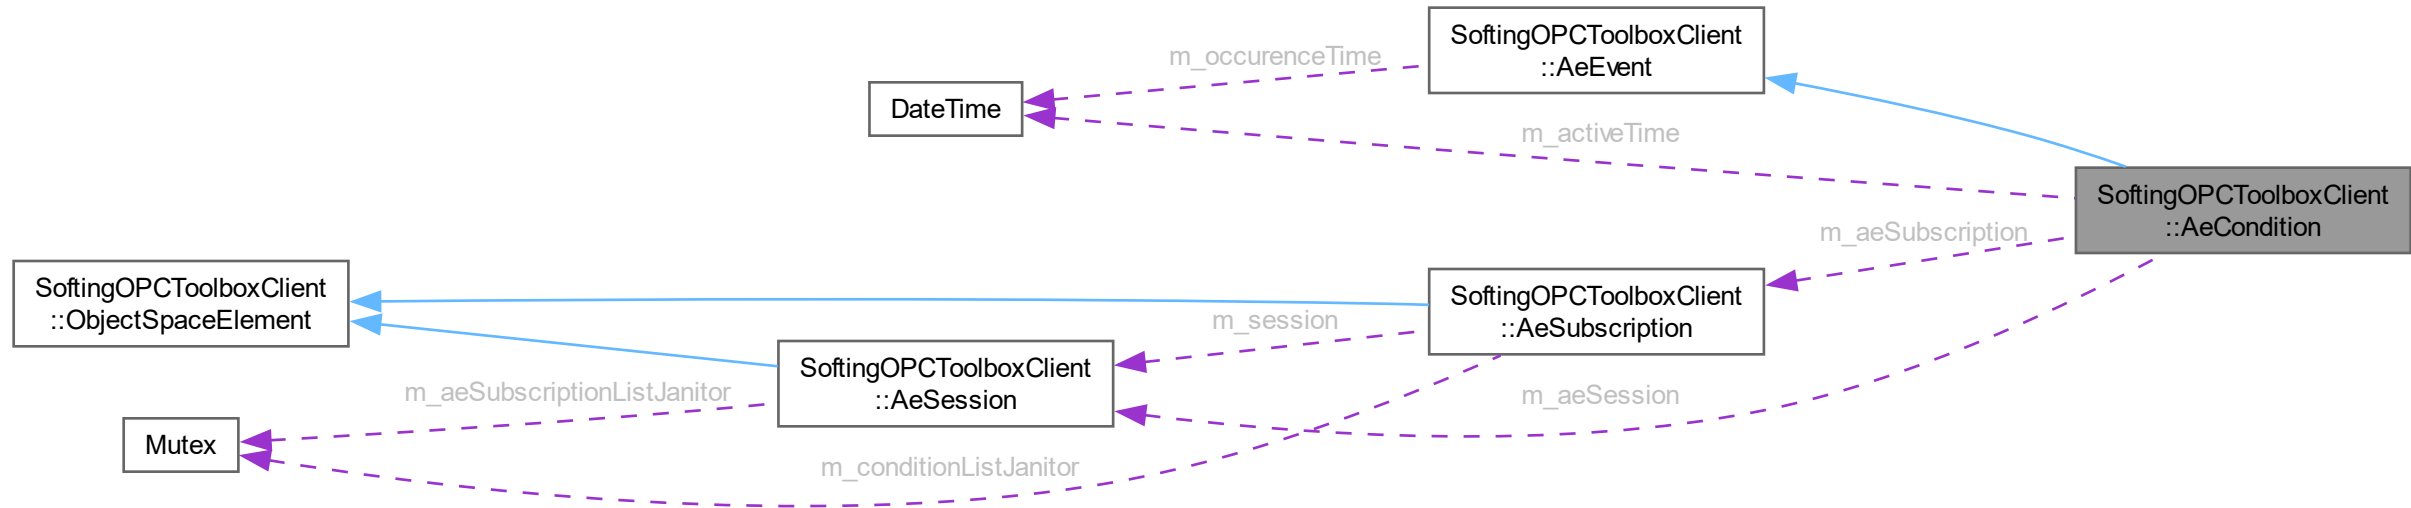 SoftingOPCToolboxClient
::AeEvent
m_occurenceTime
DateTime
m_activeTime
SoftingOPCToolboxClient
::AeCondition
m_aeSubscription
SoftingOPCToolboxClient
::ObjectSpaceElement
SoftingOPCToolboxClient
::AeSubscription
m_session
SoftingOPCToolboxClient
::AeSession
m_aeSubscriptionListJanitor
m_aeSession
Mutex
m_conditionListJanitor